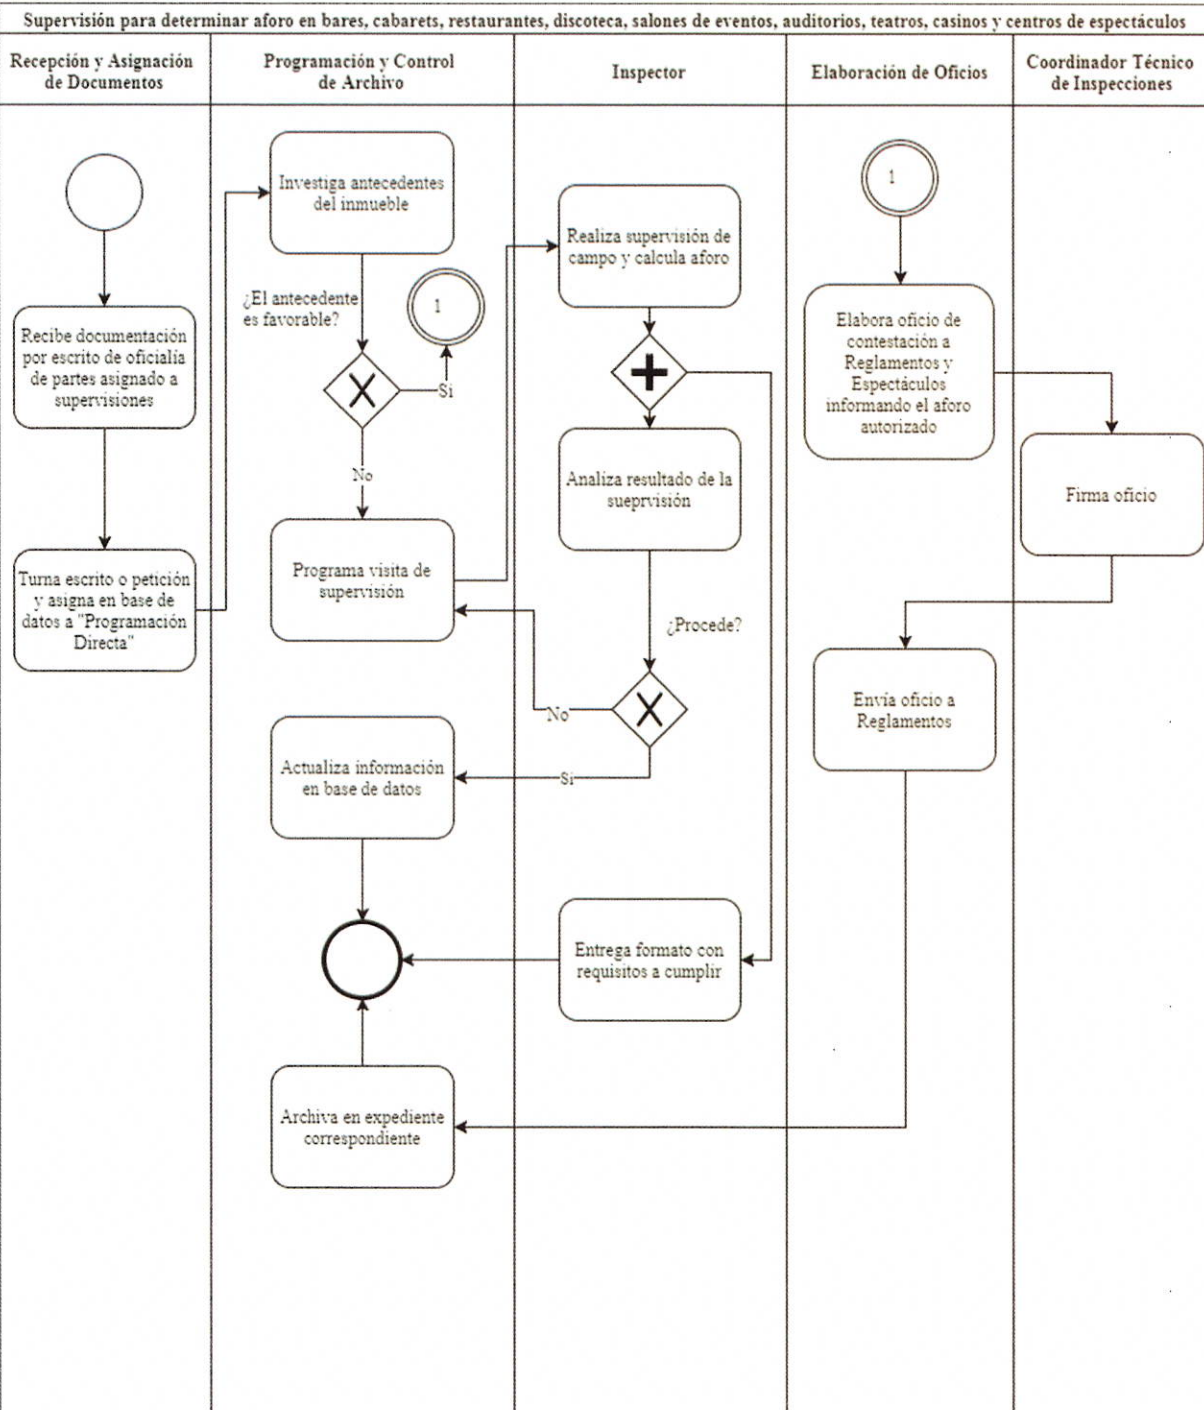 Supervisión para determinar aforo en bares, cabarets, restaurantes, discoteca, salones de eventos, auditorios, teatros, casinos y centros de espectáculos
Recepción y Asignación
de Documentos
Programación y Control
de Archivo
Inspector
Elaboración de Oficios
Coordinador Técnico
de Inspecciones
Recibe documentación
por escrito de oficialía
de partes asignado a
supervisiones
Turna escrito o petición
y asigna en base de
datos a "Programación
Directa"
Investiga antecedentes
del inmueble
¿El antecedente
es favorable?
1
Si
No
Programa visita de
supervisión
Actualiza información
en base de datos
Archiva en expediente
correspondiente
Realiza supervisión de
campo y calcula aforo
Analiza resultado de la
sueprvisión
¿Procede?
No
Si
Entrega formato con
requisitos a cumplir
1
Elabora oficio de
contestación a
Reglamentos y
Espectáculos
informando el aforo
autorizado
Envía oficio a
Reglamentos
Firma oficio